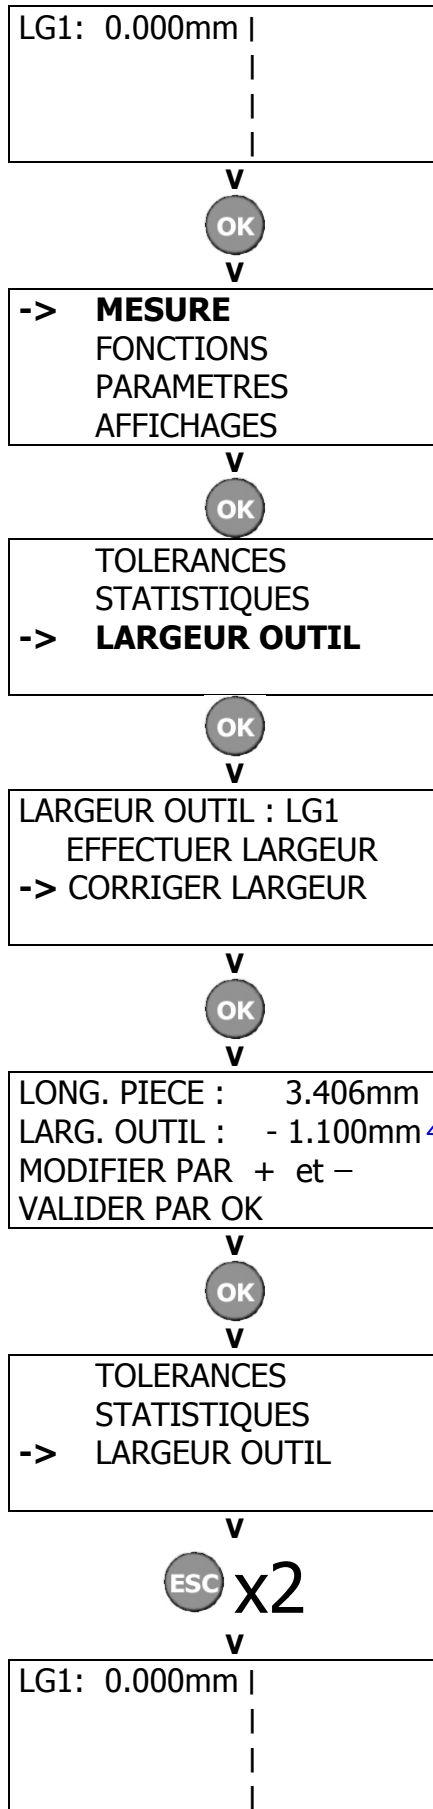 LG1: 0.000mm |
|
|
|
v
OK
v
-> MESURE
FONCTIONS
PARAMETRES
AFFICHAGES
v
OK
TOLERANCES
STATISTIQUES
-> LARGEUR OUTIL
OK
v
LARGEUR OUTIL : LG1
EFFECTUER LARGEUR
-> CORRIGER LARGEUR
v
OK
v
LONG. PIECE : 3.406mm
LARG. OUTIL : - 1.100mm
MODIFIER PAR + et –
VALIDER PAR OK
v
OK
v
TOLERANCES
STATISTIQUES
-> LARGEUR OUTIL
v
ESC x2
v
LG1: 0.000mm |
|
|
|